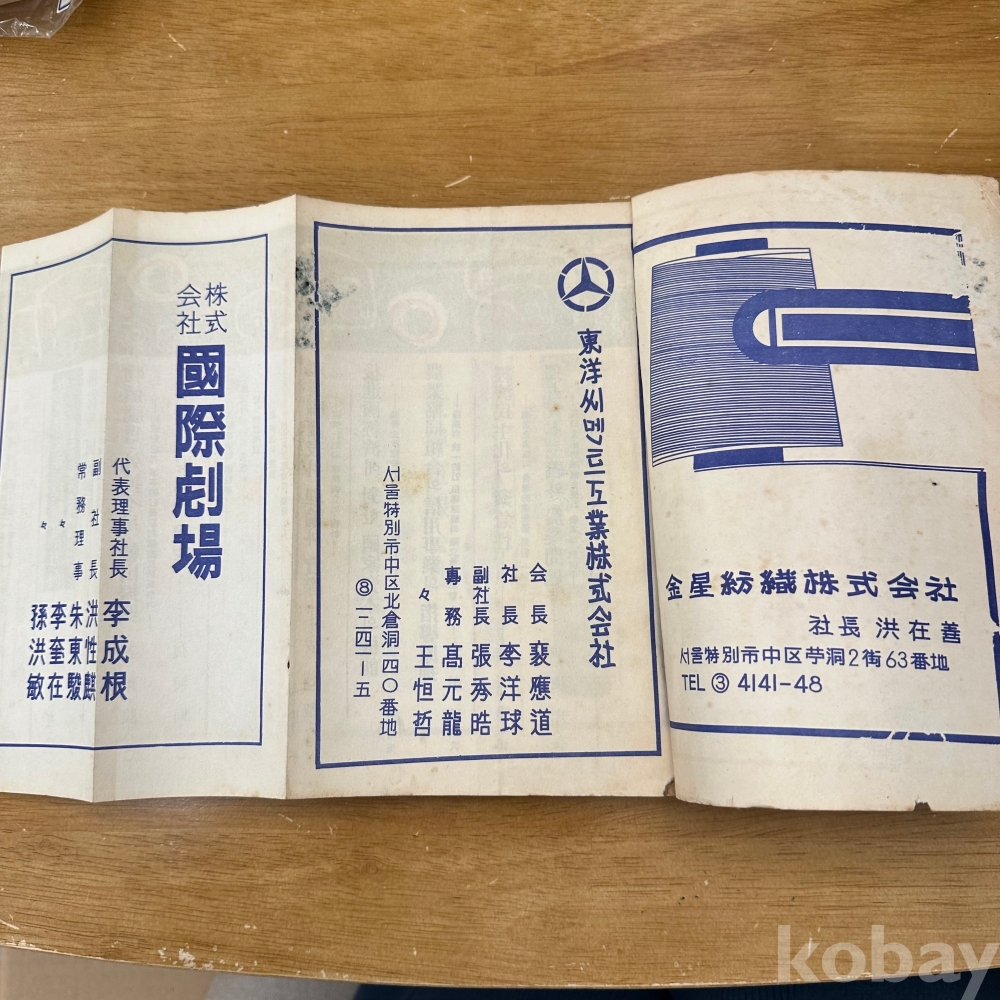 金星紡織株式会社
社長 洪在善
서울特別市中区苧洞2街63番地
TEL ③ 4141-48
東洋씨멘트工業株式会社
会長 裵應道
社長 李洋球
副社長 張秀晧
専務 高元龍
々 王恒哲
서울特別市中区北倉洞一四〇番地
⑧ 一二四一―五
株式会社
國際劇場
代表理事社長 李成根
副社長 洪性麒
常務理事 朱東駿
々 李奎在
々 孫洪敏
kobay